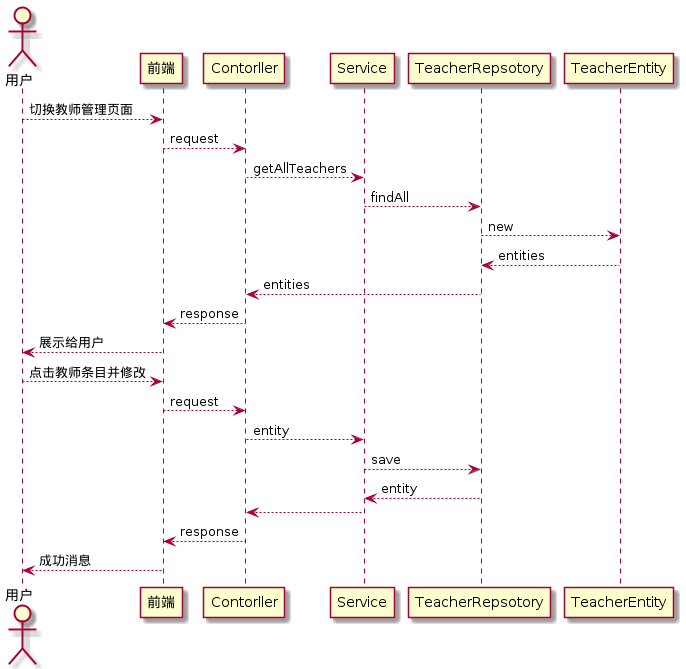 用户
前端
Contorller
Service
TeacherRepsotory
TeacherEntity
切换教师管理页面
request
getAllTeachers
findAll
new
entities
entities
response
展示给用户
点击教师条目并修改
request
entity
save
entity
response
成功消息
用户
前端
Contorller
Service
TeacherRepsotory
TeacherEntity